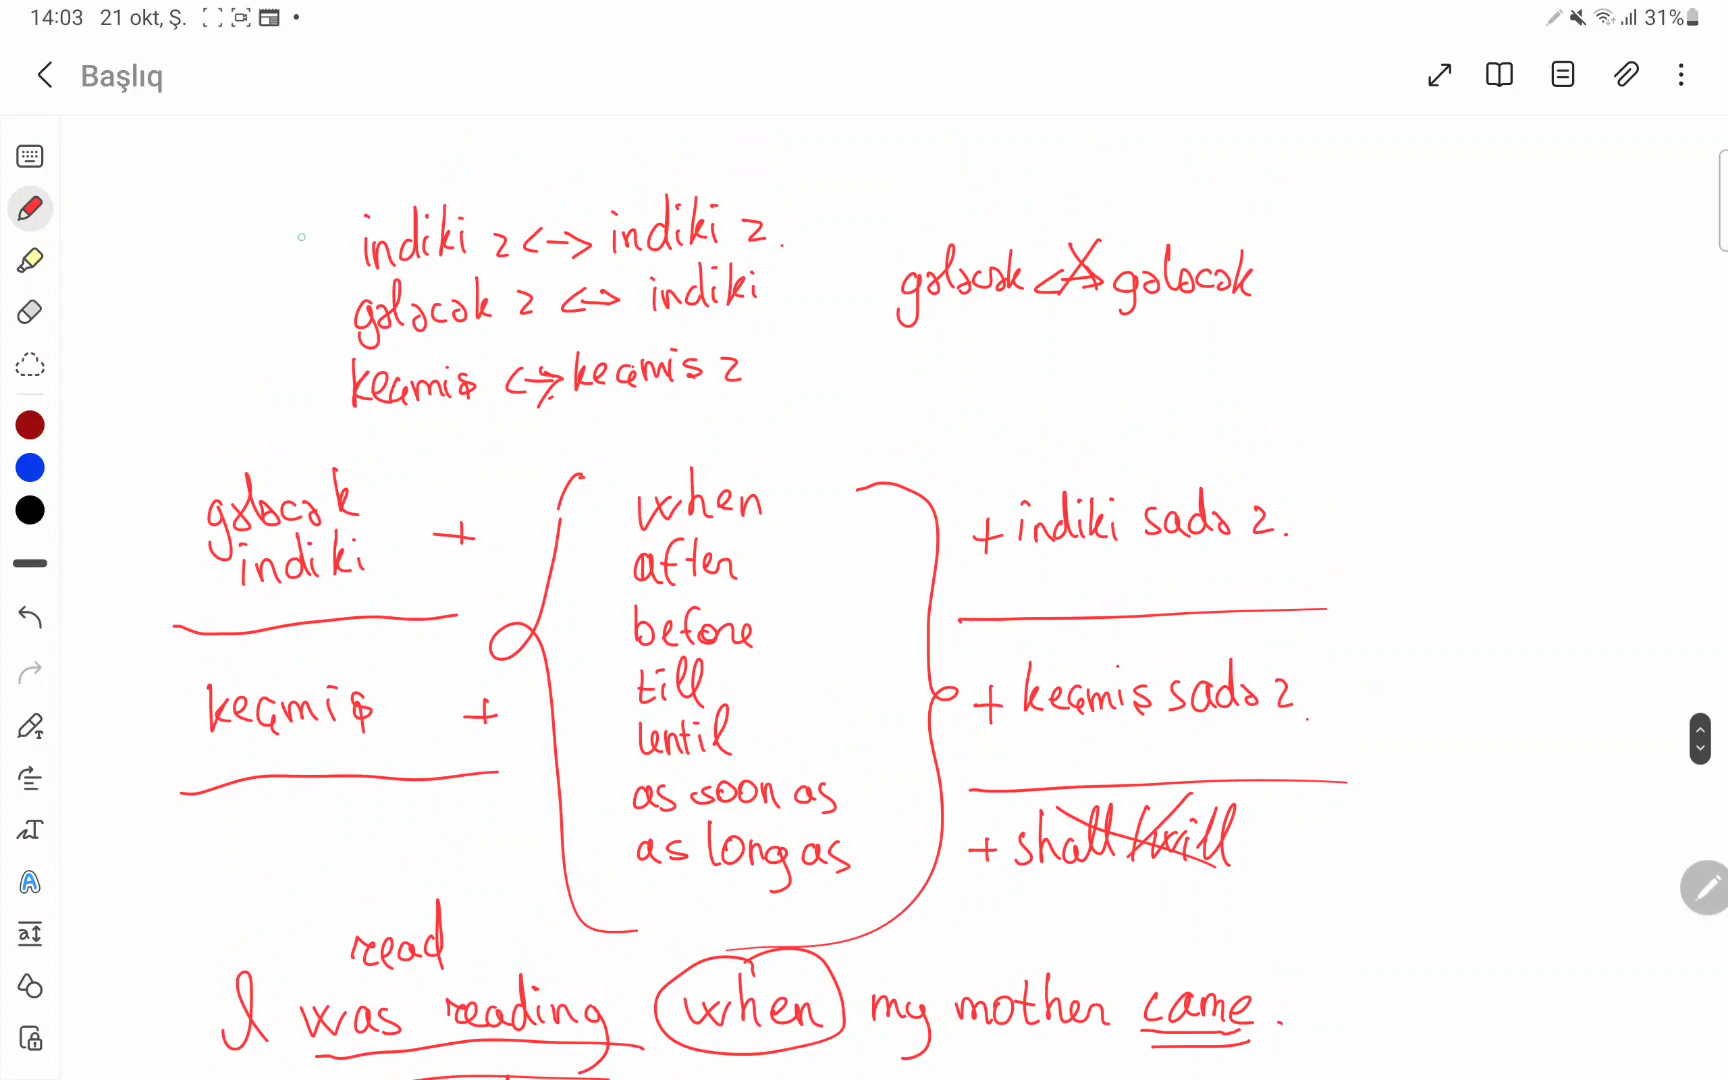 14:03 21 okt, Ş. 31%
Başlıq
indiki z <-> indiki z.
gələcək z <-> indiki
keçmiş <-> keçmiş z
gələcək <-> gələcək
gələcək
indiki +
keçmiş +
when
after
before
till
until
as soon as
as long as
+ indiki sadə z.
+ keçmiş sadə z.
+ shall/will
read
I was reading when my mother came.